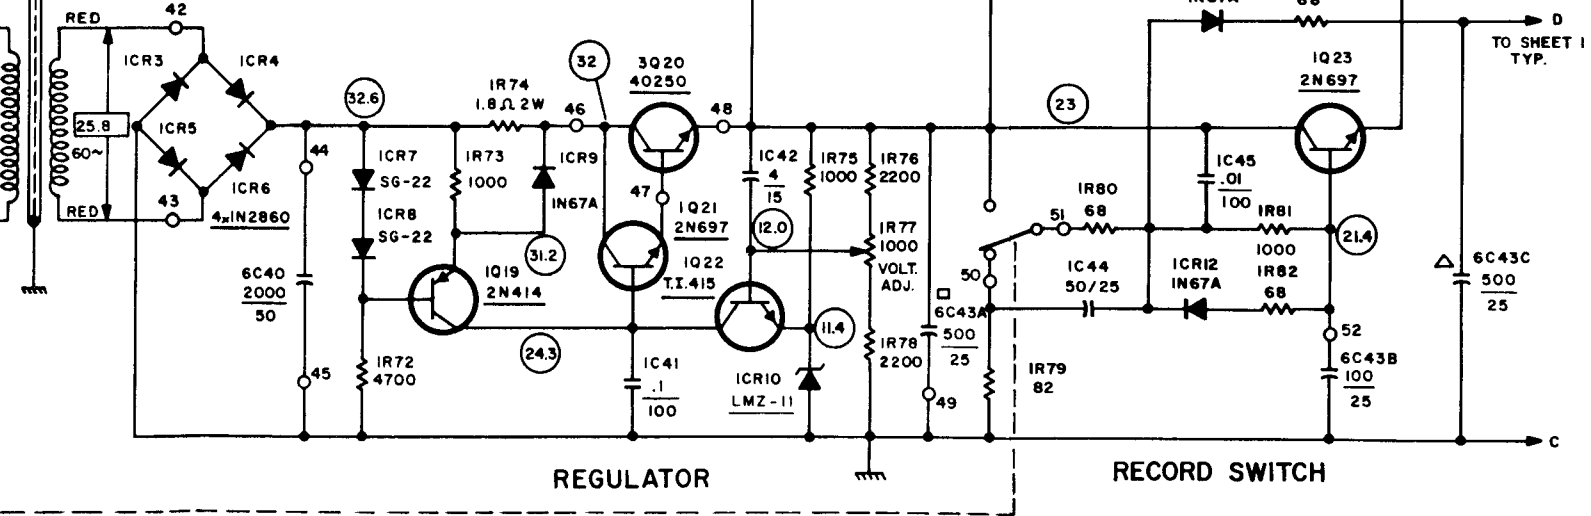 RED
42
ICR3
ICR4
25.8
60~
ICR5
ICR6
RED
43
4xIN2860
44
6C40
2000
50
45
32.6
ICR7
SG-22
ICR8
SG-22
IR72
4700
IR73
1000
IR74
1.8Ω 2W
46
ICR9
IN67A
31.2
IQ19
2N414
24.3
32
3Q20
40250
48
47
IQ21
2N697
IQ22
T.I.415
IC41
.1
100
IC42
4
15
12.0
ICR10
LMZ-11
11.4
IR75
1000
IR76
2200
IR77
1000
VOLT.
ADJ.
IR78
2200
6C43A
500
25
49
REGULATOR
23
50
51
IR80
68
IC44
50/25
IR79
82
68
IC45
.01
100
IR81
1000
ICR12
IN67A
IR82
68
IQ23
2N697
21.4
52
6C43B
100
25
6C43C
500
25
D
TO SHEET 1
TYP.
C
RECORD SWITCH